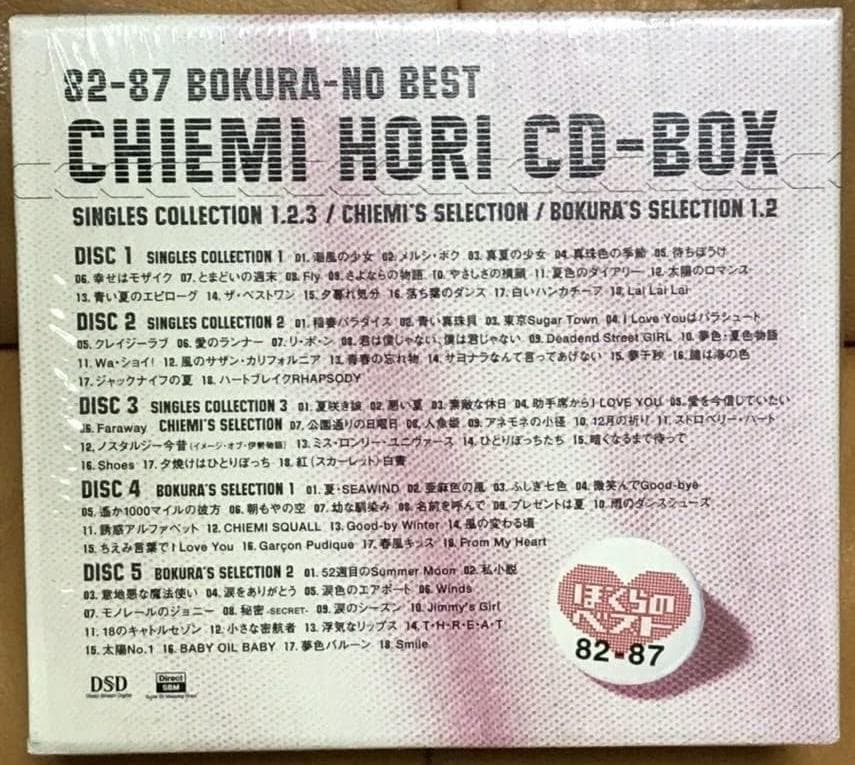 82-87 BOKURA-NO BEST
CHIEMI HORI CD-BOX
SINGLES COLLECTION 1.2.3 / CHIEMI'S SELECTION / BOKURA'S SELECTION 1.2
DISC 1 SINGLES COLLECTION 1 01. 潮風の少女 02. メルシ・ボク 03. 真夏の少女 04. 真珠色の季節 05. 待ちぼうけ
06. 幸せはモザイク 07. とまどいの週末 08. Fly 09. さよならの物語 10. やさしさの横顔 11. 夏色のダイアリー 12. 太陽のロマンス
13. 青い夏のエピローグ 14. ザ・ベストワン 15. 夕暮れ気分 16. 落ち葉のダンス 17. 白いハンカチーフ 18. Lai Lai Lai
DISC 2 SINGLES COLLECTION 2 01. 稲妻パラダイス 02. 青い真珠貝 03. 東京Sugar Town 04. I Love Youはパラシュート
05. クレイジーラブ 06. 愛のランナー 07. リ・ボ・ン 08. 君は僕じゃない、僕は君じゃない 09. Deadend Street GIRL 10. 夢色・夏色物語
11. Wa・ショイ! 12. 風のサザン・カリフォルニア 13. 青春の忘れ物 14. サヨナラなんて言ってあげない 15. 夢千秒 16. 瞳は海の色
17. ジャックナイフの夏 18. ハートブレイクRHAPSODY
DISC 3 SINGLES COLLECTION 3 01. 夏咲き娘 02. 悪い夏 03. 素敵な休日 04. 助手席からI LOVE YOU 05. 愛を今信じていたい
06. Faraway CHIEMI'S SELECTION 07. 公園通りの日曜日 08. 人魚姫 09. アネモネの小径 10. 12月の祈り 11. ストロベリー・ハート
12. ノスタルジー今昔(イメージ・オブ・伊勢物語) 13. ミス・ロンリー・ユニヴァース 14. ひとりぼっちたち 15. 暗くなるまで待って
16. Shoes 17. 夕焼けはひとりぼっち 18. 紅(スカーレット)白書
DISC 4 BOKURA'S SELECTION 1 01. 夏・SEAWIND 02. 亜麻色の風 03. ふしぎ七色 04. 微笑んでGood-bye
05. 遥か1000マイルの彼方 06. 朝もやの空 07. 幼な馴染み 08. 名前を呼んで 09. プレゼントは夏 10. 雨のダンスシューズ
11. 誘惑アルファベット 12. CHIEMI SQUALL 13. Good-by Winter 14. 風の変わる頃
15. ちえみ言葉で I Love You 16. Garçon Pudique 17. 春風キッス 18. From My Heart
DISC 5 BOKURA'S SELECTION 2 01. 52週目のSummer Moon 02. 私小説
03. 意地悪な魔法使い 04. 涙をありがとう 05. 涙色のエアポート 06. Winds
07. モノレールのジョニー 08. 秘密 -SECRET- 09. 涙のシーズン 10. Jimmy's Girl
11. 18のキャトルセゾン 12. 小さな密航者 13. 浮気なリップス 14. T・H・R・E・A・T
15. 太陽No.1 16. BABY OIL BABY 17. 夢色バルーン 18. Smile
ぼくらの
ベスト
82-87
DSD
Direct Stream Digital
Direct
SBM